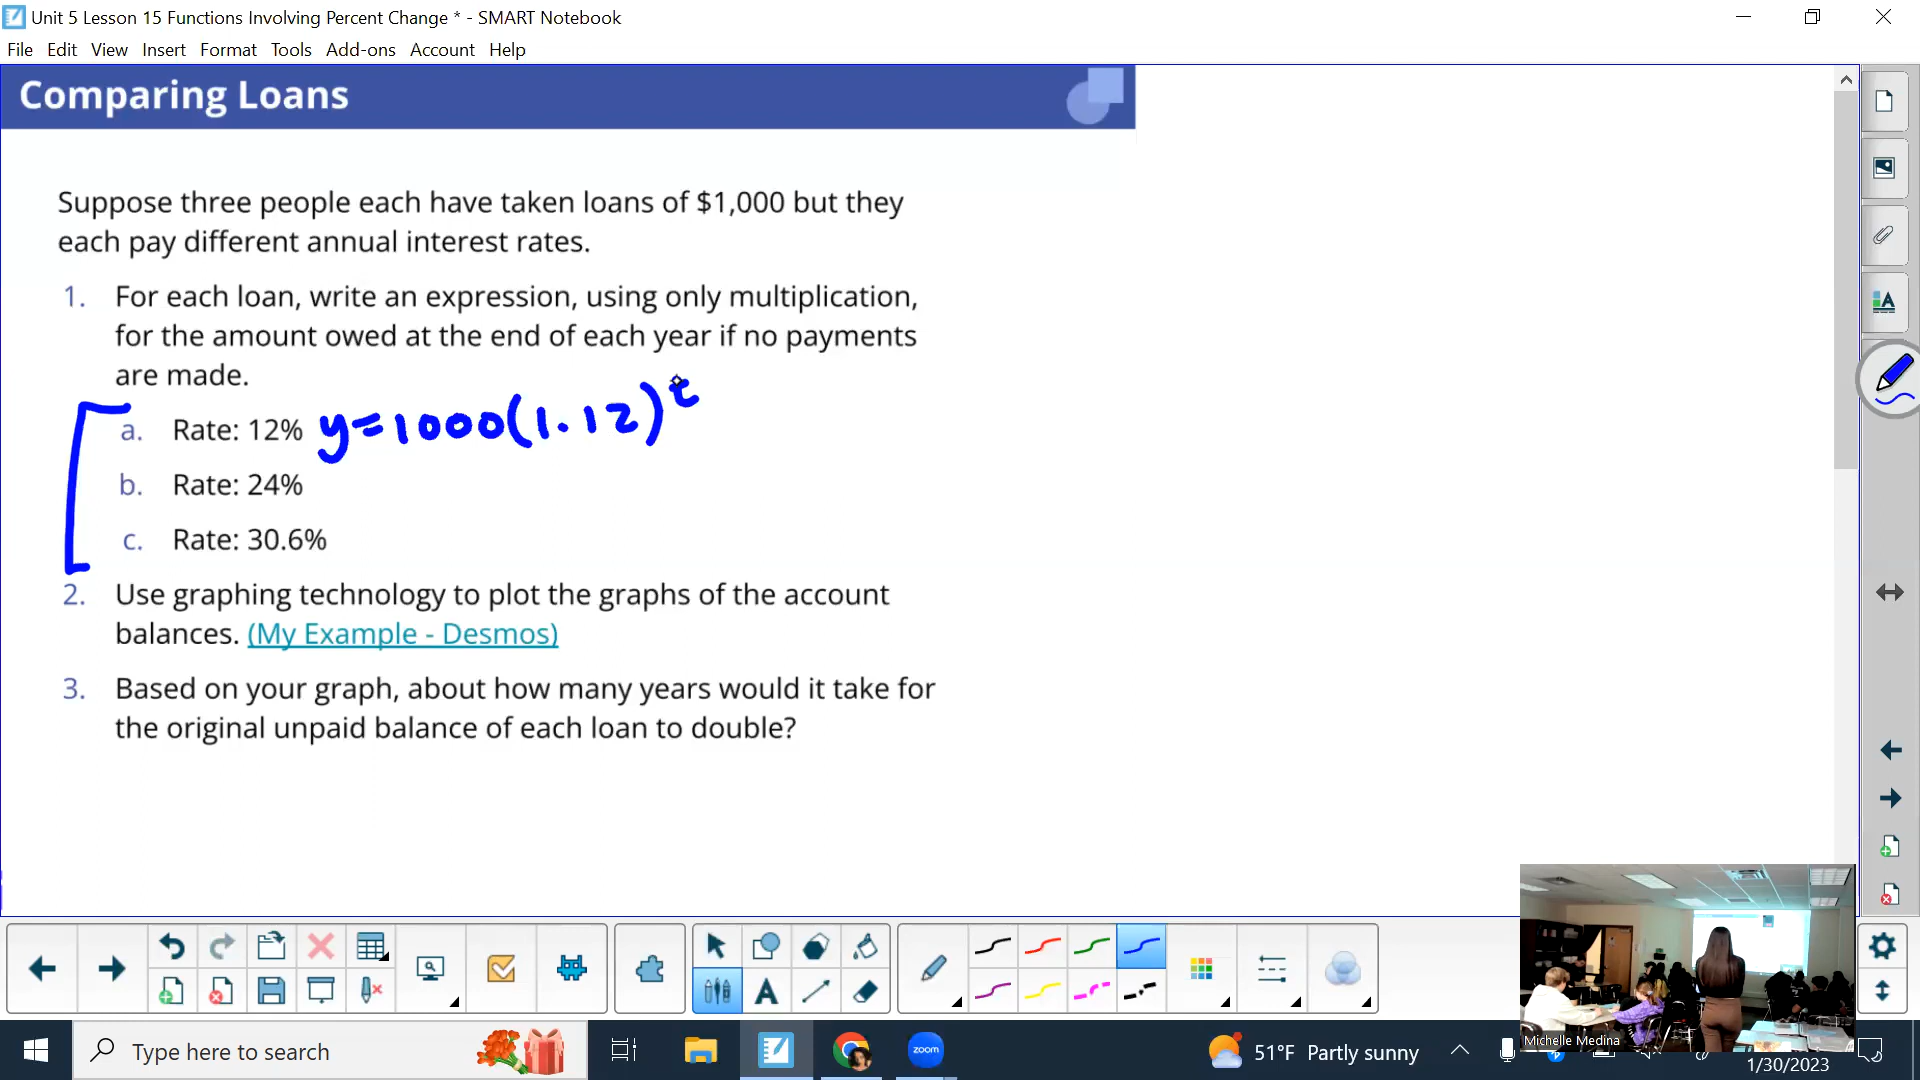 Unit 5 Lesson 15 Functions Involving Percent Change * - SMART Notebook
File Edit View Insert Format Tools Add-ons Account Help
Comparing Loans
Suppose three people each have taken loans of $1,000 but they
each pay different annual interest rates.
1. For each loan, write an expression, using only multiplication,
for the amount owed at the end of each year if no payments
are made.
a. Rate: 12% y=1000(1.12)^t
b. Rate: 24%
c. Rate: 30.6%
2. Use graphing technology to plot the graphs of the account
balances. (My Example - Desmos)
3. Based on your graph, about how many years would it take for
the original unpaid balance of each loan to double?
Michelle Medina
Type here to search
zoom
51°F Partly sunny
1/30/2023